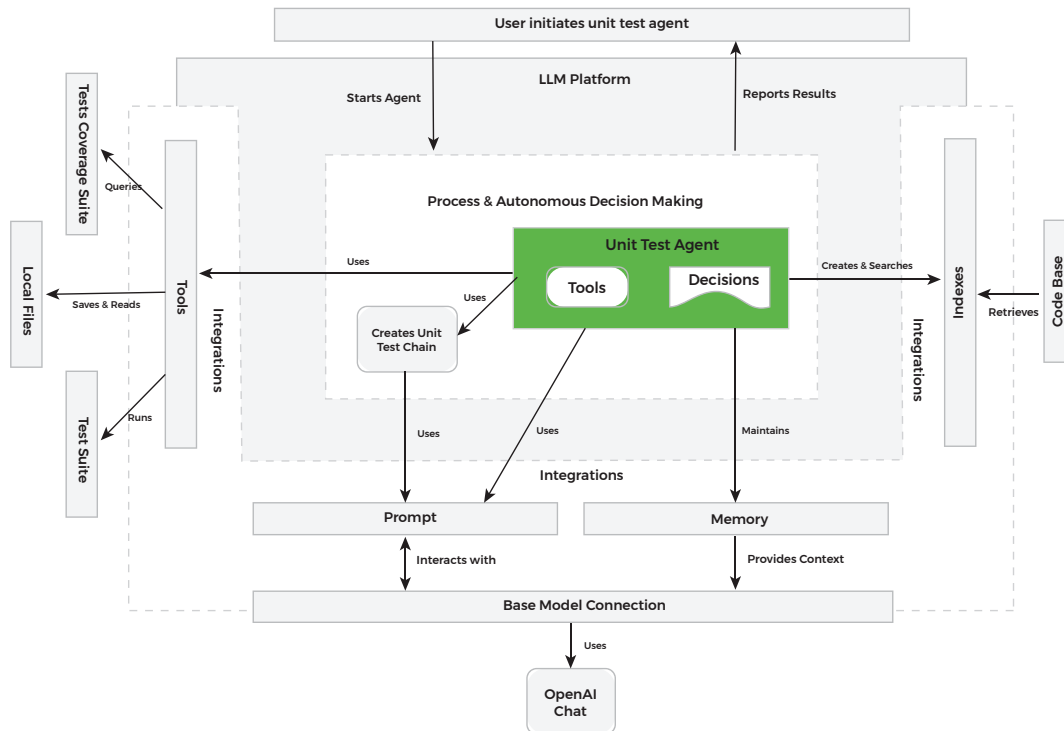 User initiates unit test agent
LLM Platform
Starts Agent
Reports Results
Tests Coverage Suite
Queries
Process & Autonomous Decision Making
Unit Test Agent
Tools
Decisions
Uses
Creates & Searches
Uses
Local Files
Saves & Reads
Tools
Integrations
Creates Unit
Test Chain
Integrations
Indexes
Retrieves
Code Base
Test Suite
Runs
Uses
Uses
Maintains
Integrations
Prompt
Memory
Interacts with
Provides Context
Base Model Connection
Uses
OpenAI
Chat